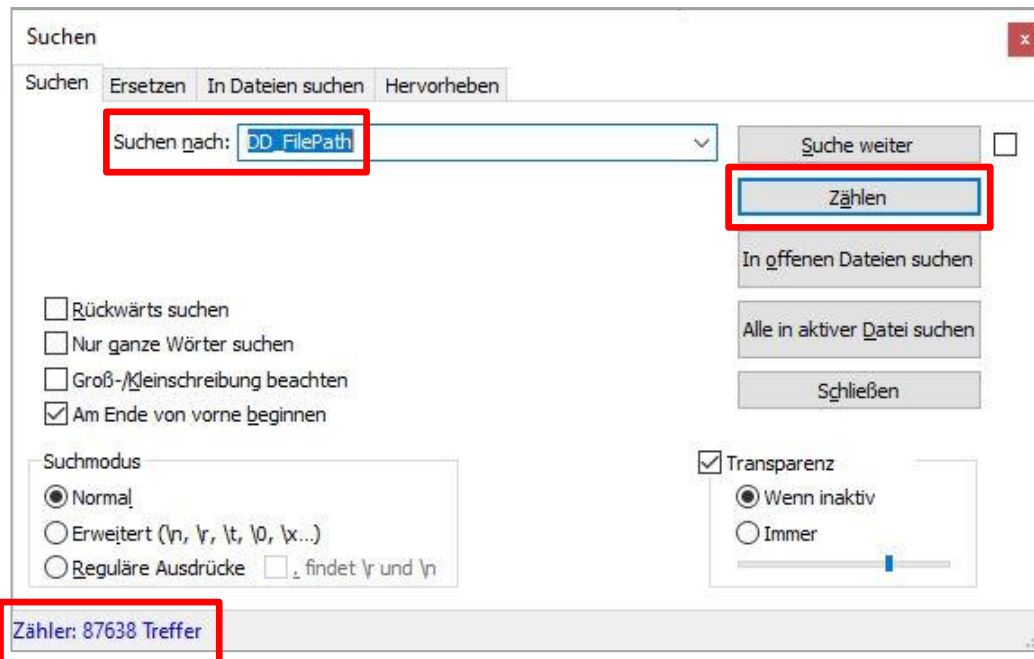 Suchen
x
Suchen Ersetzen In Dateien suchen Hervorheben
Suchen nach: DD_FilePath
Suche weiter
Zählen
In offenen Dateien suchen
Alle in aktiver Datei suchen
Schließen
Rückwärts suchen
Nur ganze Wörter suchen
Groß-/Kleinschreibung beachten
Am Ende von vorne beginnen
Suchmodus
Normal
Erweitert (\n, \r, \t, \0, \x...)
Reguläre Ausdrücke . findet \r und \n
Transparenz
Wenn inaktiv
Immer
Zähler: 87638 Treffer